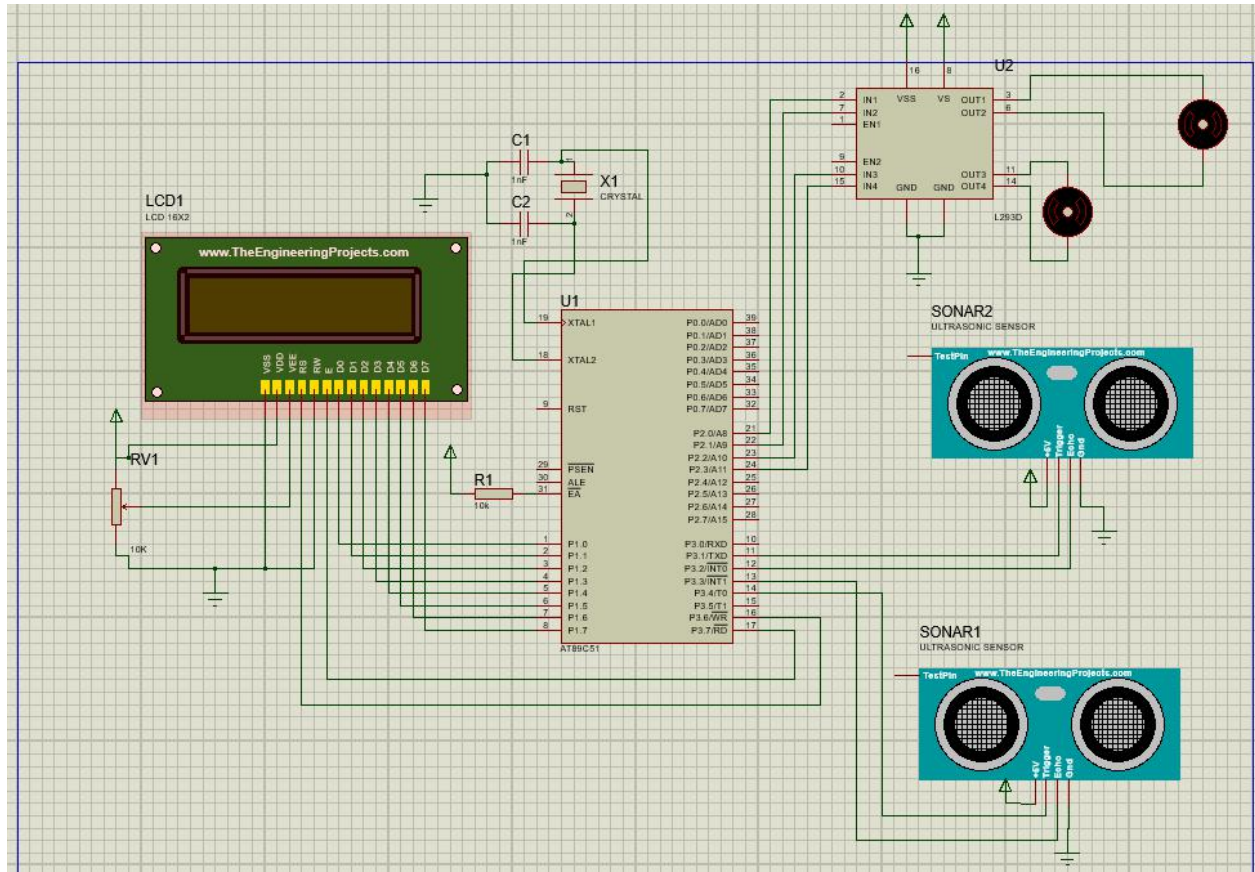 16
8
U2
2
7
1
9
10
15
IN1
IN2
EN1
EN2
IN3
IN4
VSS
VS
OUT1
OUT2
OUT3
OUT4
GND
GND
3
6
11
14
L293D
C1
1nF
C2
1nF
1
2
X1
CRYSTAL
LCD1
LCD 16X2
www.TheEngineeringProjects.com
VSS
VDD
VEE
RS
RW
E
D0
D1
D2
D3
D4
D5
D6
D7
RV1
10K
R1
10k
U1
19 XTAL1
18 XTAL2
9 RST
29 PSEN
30 ALE
31 EA
1 P1.0
2 P1.1
3 P1.2
4 P1.3
5 P1.4
6 P1.5
7 P1.6
8 P1.7
P0.0/AD0 39
P0.1/AD1 38
P0.2/AD2 37
P0.3/AD3 36
P0.4/AD4 35
P0.5/AD5 34
P0.6/AD6 33
P0.7/AD7 32
P2.0/A8 21
P2.1/A9 22
P2.2/A10 23
P2.3/A11 24
P2.4/A12 25
P2.5/A13 26
P2.6/A14 27
P2.7/A15 28
P3.0/RXD 10
P3.1/TXD 11
P3.2/INT0 12
P3.3/INT1 13
P3.4/T0 14
P3.5/T1 15
P3.6/WR 16
P3.7/RD 17
AT89C51
SONAR2
ULTRASONIC SENSOR
TestPin
www.TheEngineeringProjects.com
+5V
Trigger
Echo
Gnd
SONAR1
ULTRASONIC SENSOR
TestPin
www.TheEngineeringProjects.com
+5V
Trigger
Echo
Gnd